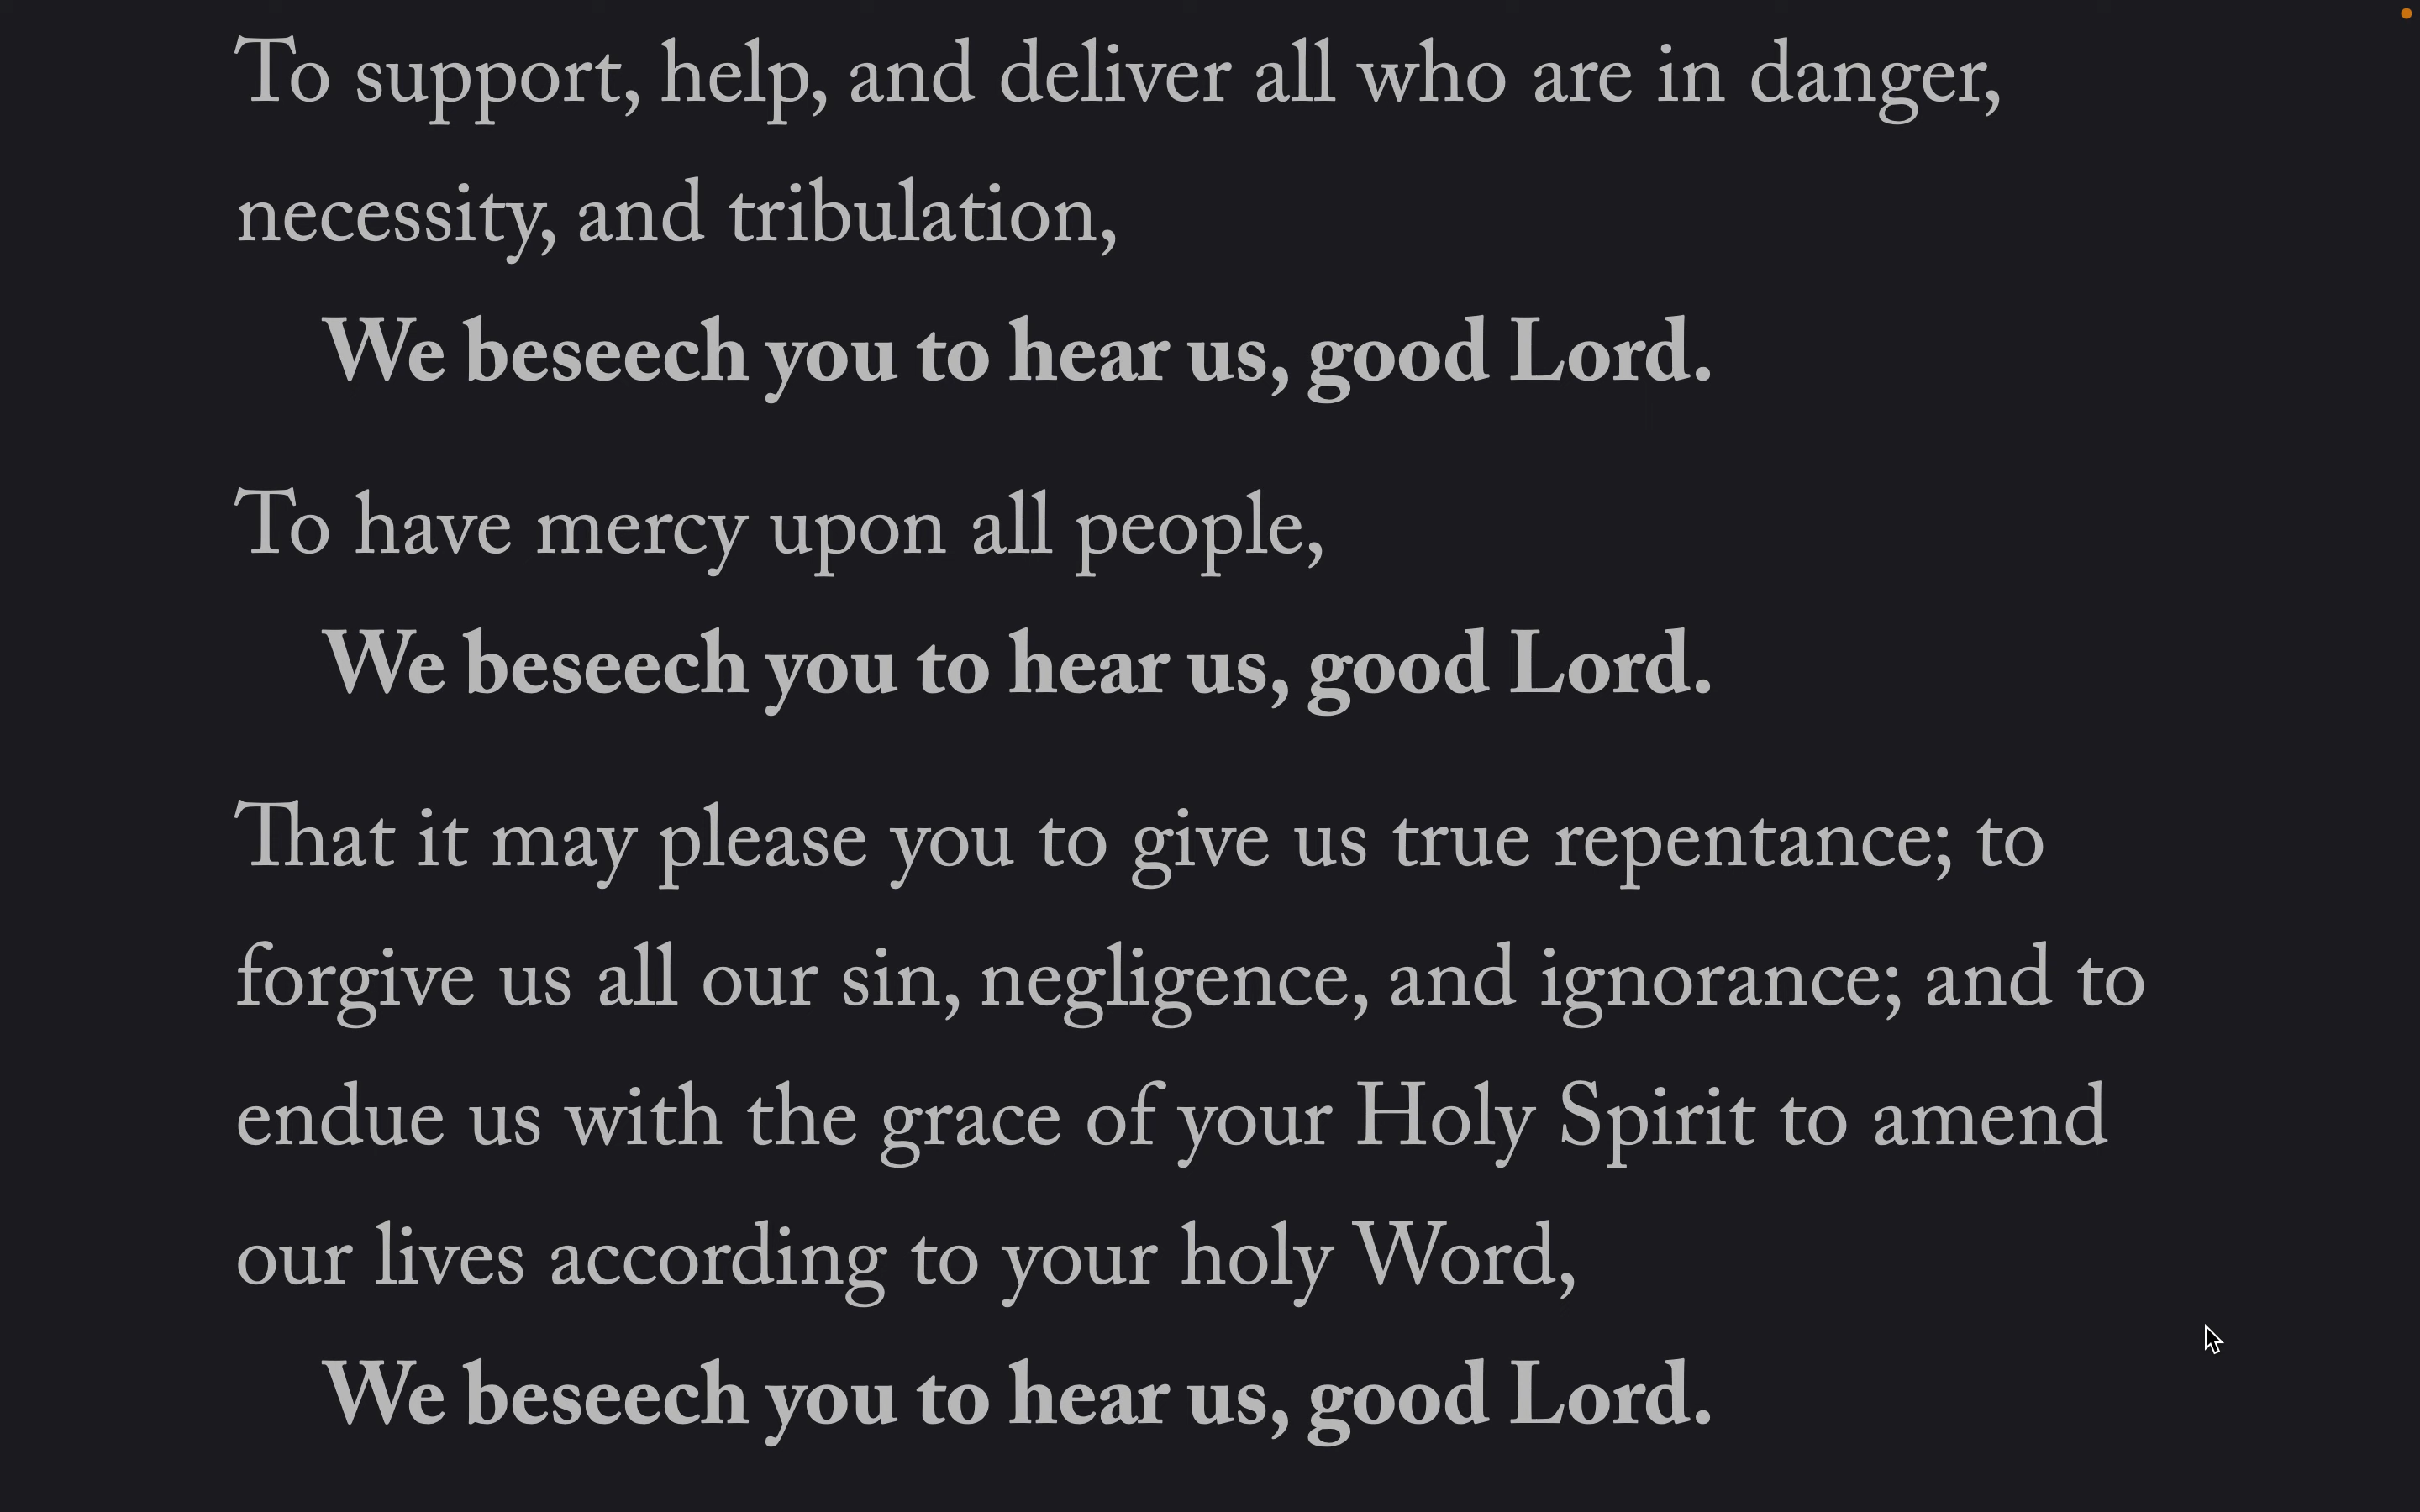 To support, help, and deliver all who are in danger,
necessity, and tribulation,
We beseech you to hear us, good Lord.
To have mercy upon all people,
We beseech you to hear us, good Lord.
That it may please you to give us true repentance; to
forgive us all our sin, negligence, and ignorance; and to
endue us with the grace of your Holy Spirit to amend
our lives according to your holy Word,
We beseech you to hear us, good Lord.